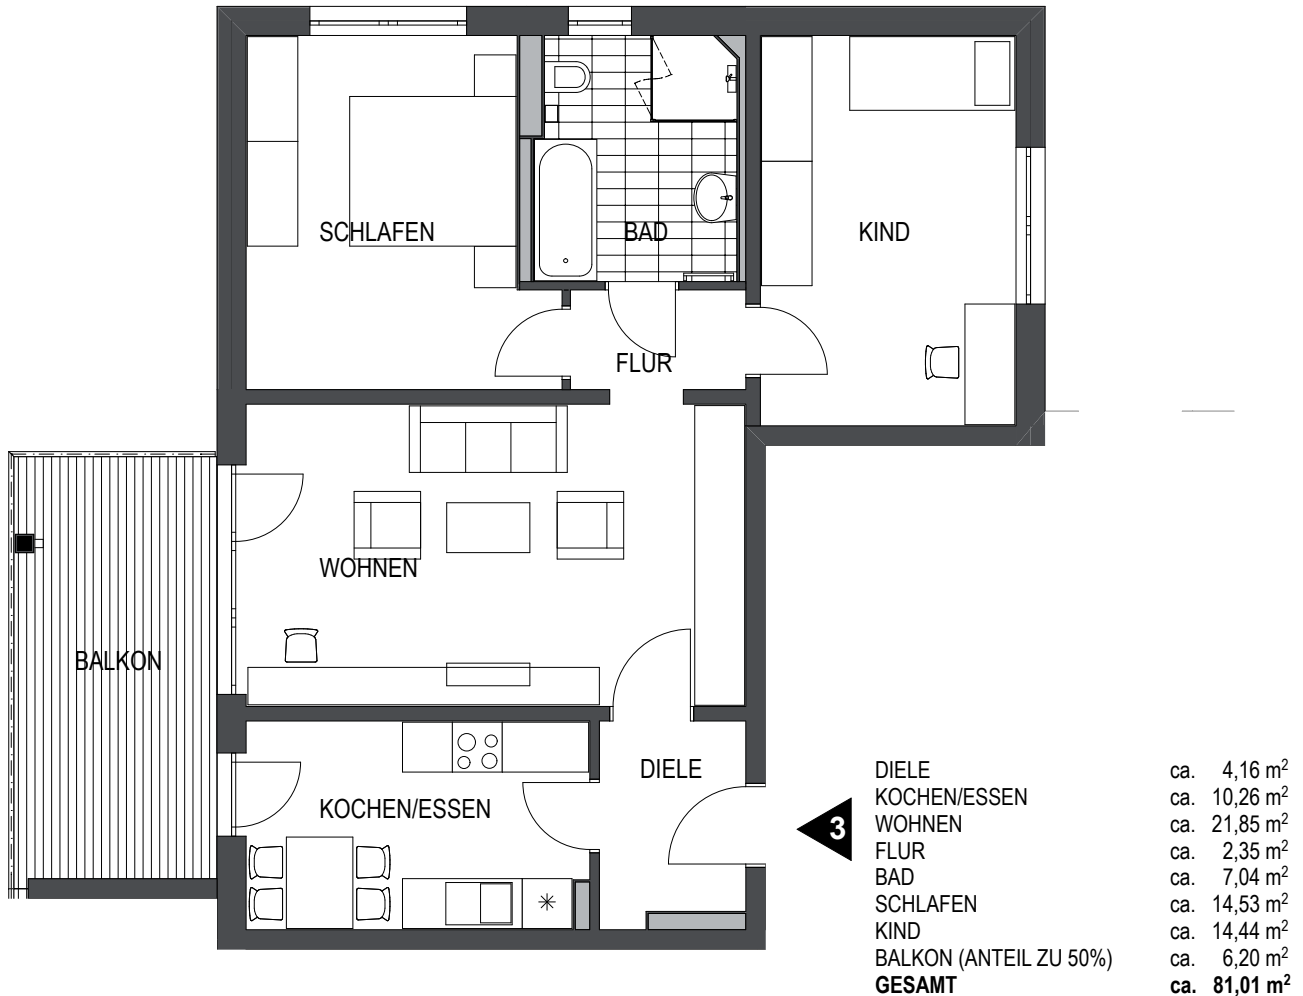 SCHLAFEN
BAD
KIND
FLUR
WOHNEN
BALKON
DIELE
KOCHEN/ESSEN
3
DIELE ca. 4,16 m²
KOCHEN/ESSEN ca. 10,26 m²
WOHNEN ca. 21,85 m²
FLUR ca. 2,35 m²
BAD ca. 7,04 m²
SCHLAFEN ca. 14,53 m²
KIND ca. 14,44 m²
BALKON (ANTEIL ZU 50%) ca. 6,20 m²
GESAMT ca. 81,01 m²